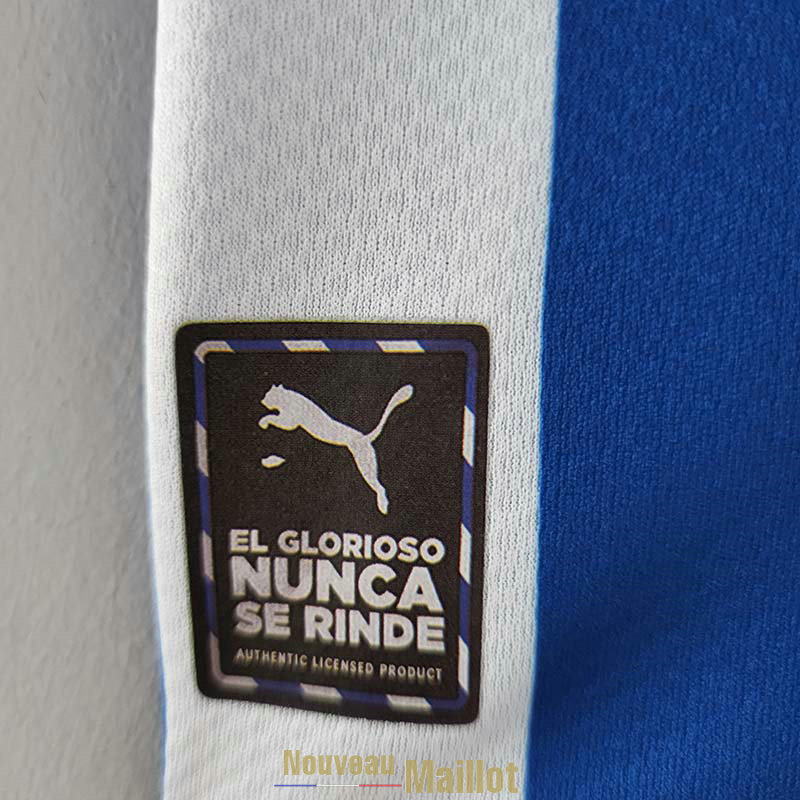 EL GLORIOSO
NUNCA
SE RINDE
AUTHENTIC LICENSED PRODUCT
Nouveau Maillot